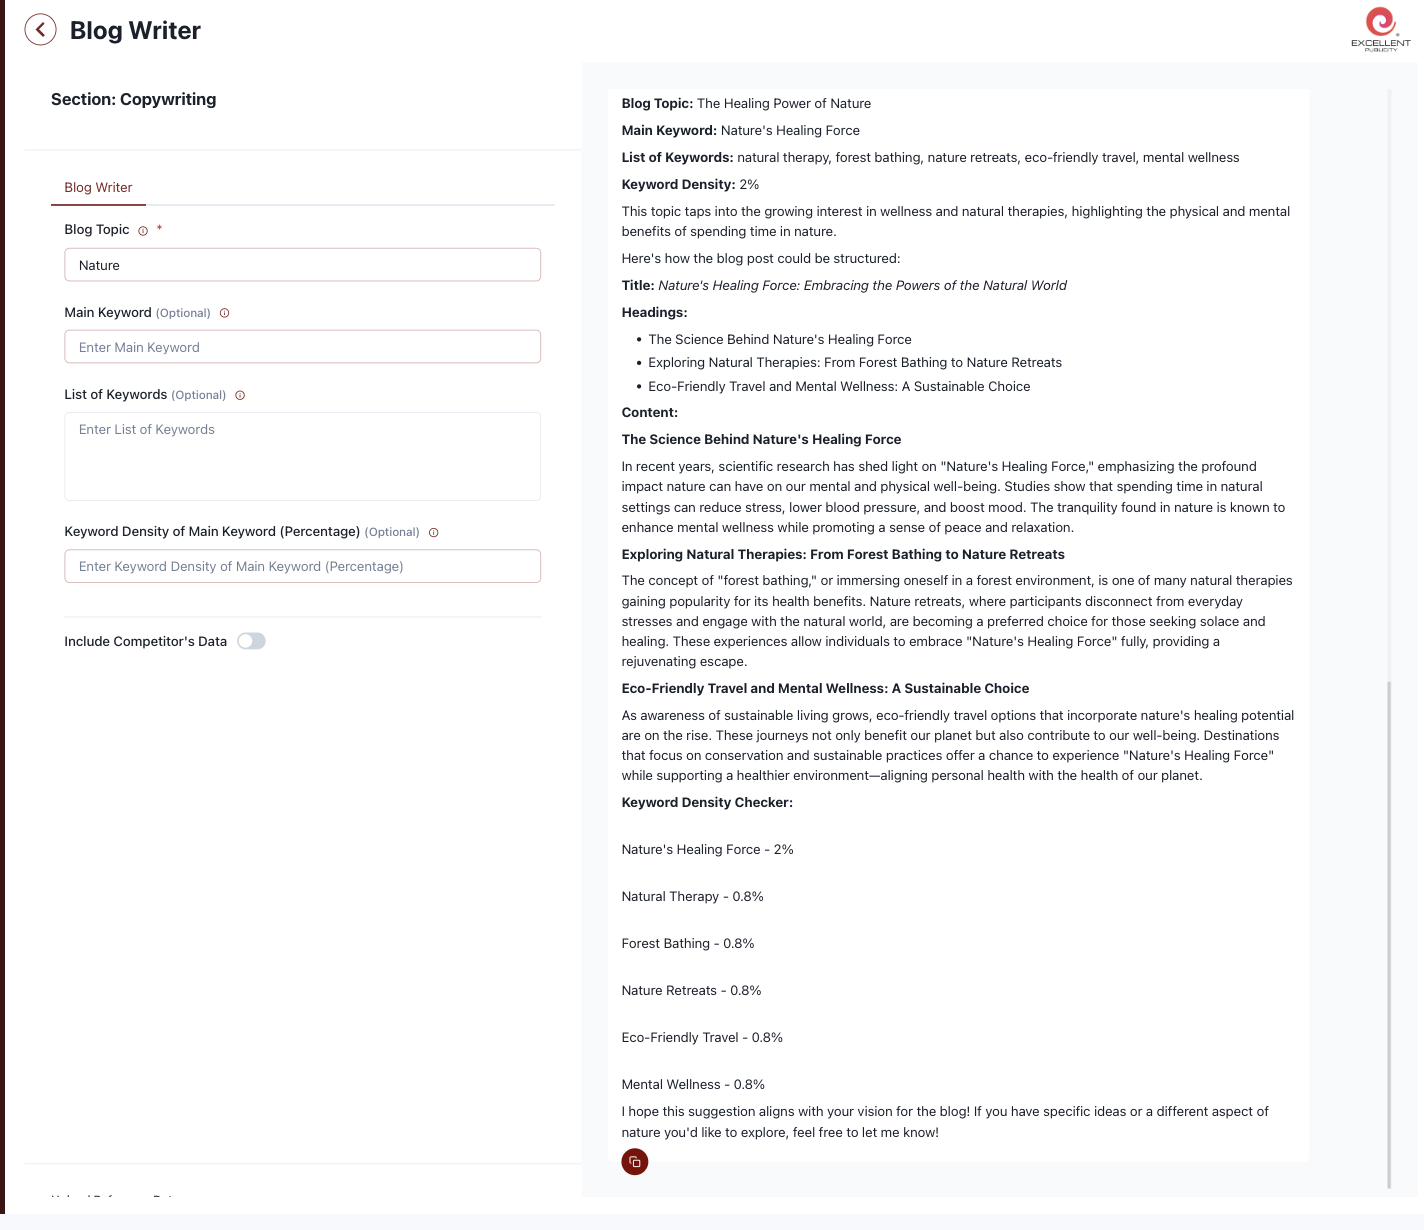 Blog Writer
EXCELLENT
PUBLICITY
Section: Copywriting
Blog Writer
Blog Topic *
Nature
Main Keyword (Optional)
Enter Main Keyword
List of Keywords (Optional)
Enter List of Keywords
Keyword Density of Main Keyword (Percentage) (Optional)
Enter Keyword Density of Main Keyword (Percentage)
Include Competitor's Data
Blog Topic: The Healing Power of Nature
Main Keyword: Nature's Healing Force
List of Keywords: natural therapy, forest bathing, nature retreats, eco-friendly travel, mental wellness
Keyword Density: 2%
This topic taps into the growing interest in wellness and natural therapies, highlighting the physical and mental
benefits of spending time in nature.
Here's how the blog post could be structured:
Title: Nature's Healing Force: Embracing the Powers of the Natural World
Headings:
• The Science Behind Nature's Healing Force
• Exploring Natural Therapies: From Forest Bathing to Nature Retreats
• Eco-Friendly Travel and Mental Wellness: A Sustainable Choice
Content:
The Science Behind Nature's Healing Force
In recent years, scientific research has shed light on "Nature's Healing Force," emphasizing the profound
impact nature can have on our mental and physical well-being. Studies show that spending time in natural
settings can reduce stress, lower blood pressure, and boost mood. The tranquility found in nature is known to
enhance mental wellness while promoting a sense of peace and relaxation.
Exploring Natural Therapies: From Forest Bathing to Nature Retreats
The concept of "forest bathing," or immersing oneself in a forest environment, is one of many natural therapies
gaining popularity for its health benefits. Nature retreats, where participants disconnect from everyday
stresses and engage with the natural world, are becoming a preferred choice for those seeking solace and
healing. These experiences allow individuals to embrace "Nature's Healing Force" fully, providing a
rejuvenating escape.
Eco-Friendly Travel and Mental Wellness: A Sustainable Choice
As awareness of sustainable living grows, eco-friendly travel options that incorporate nature's healing potential
are on the rise. These journeys not only benefit our planet but also contribute to our well-being. Destinations
that focus on conservation and sustainable practices offer a chance to experience "Nature's Healing Force"
while supporting a healthier environment—aligning personal health with the health of our planet.
Keyword Density Checker:
Nature's Healing Force - 2%
Natural Therapy - 0.8%
Forest Bathing - 0.8%
Nature Retreats - 0.8%
Eco-Friendly Travel - 0.8%
Mental Wellness - 0.8%
I hope this suggestion aligns with your vision for the blog! If you have specific ideas or a different aspect of
nature you'd like to explore, feel free to let me know!